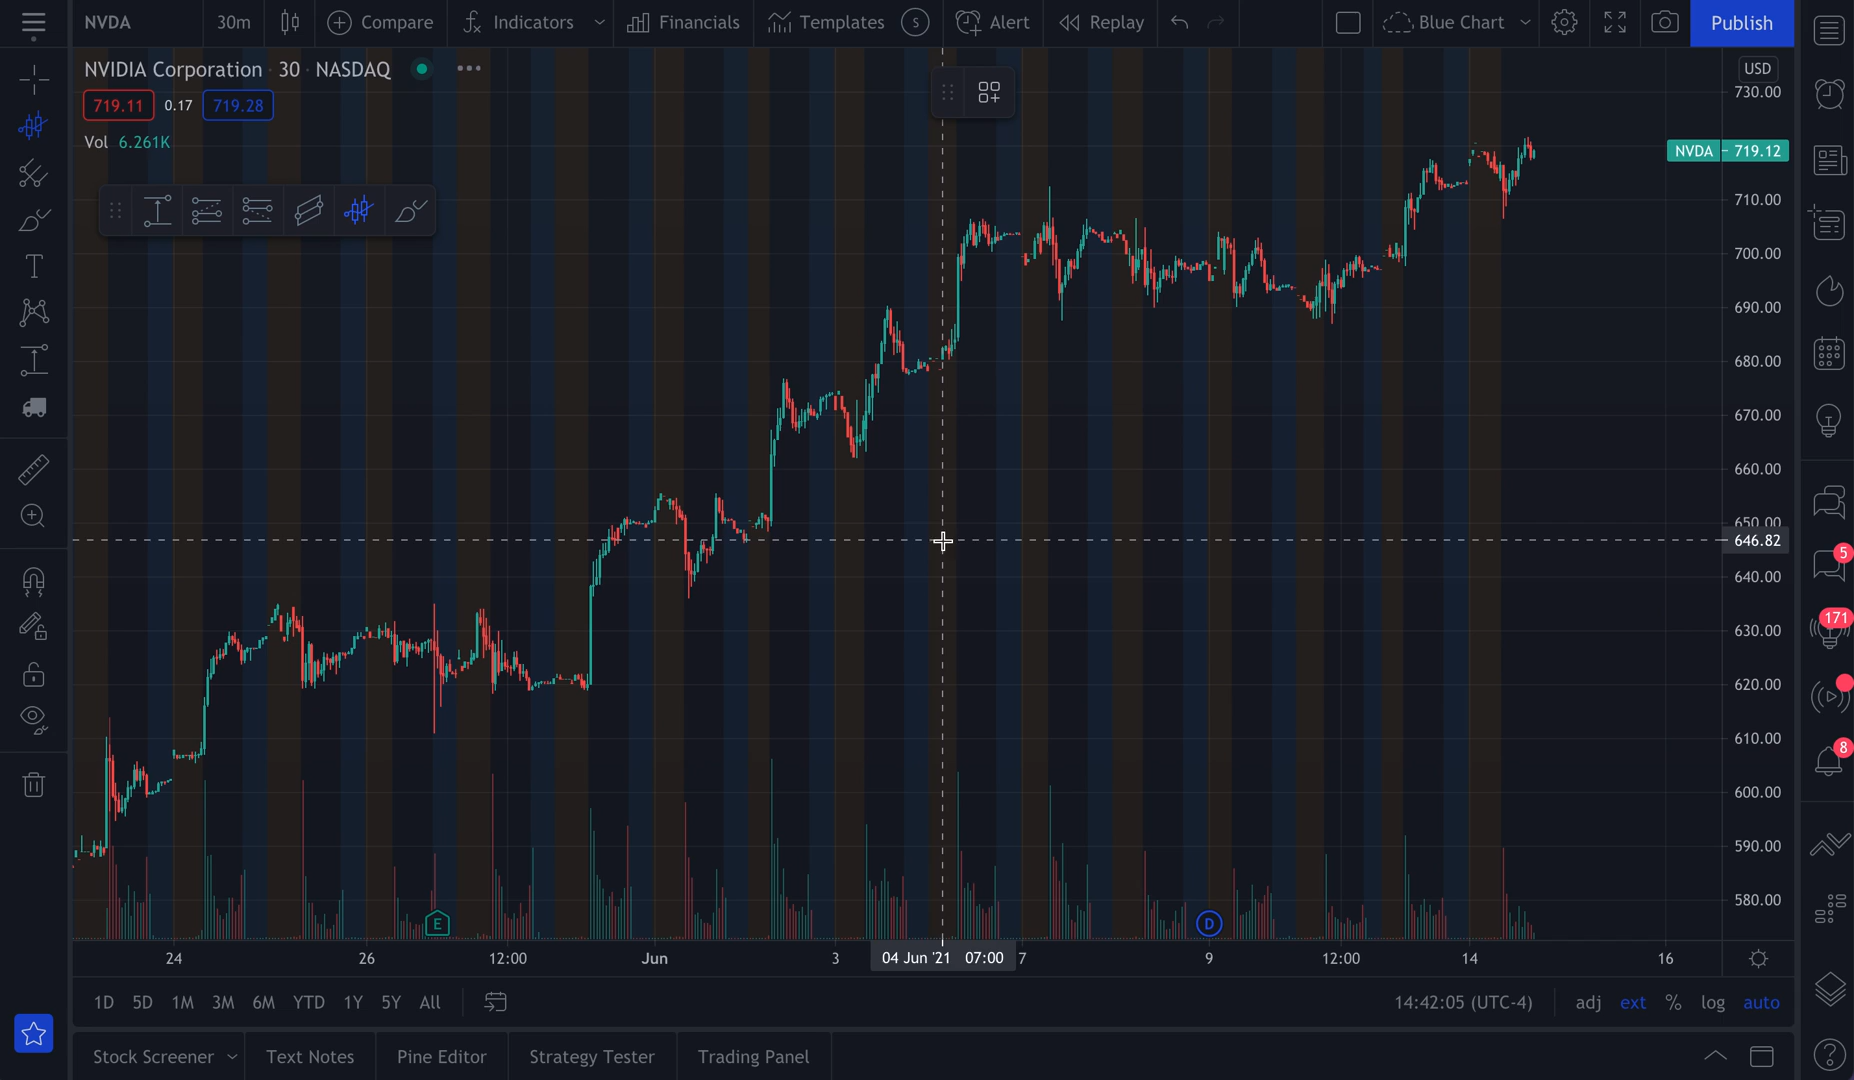 NVDA 30m Compare Indicators Financials Templates S Alert Replay Blue Chart Publish
NVIDIA Corporation · 30 · NASDAQ
719.11 0.17 719.28
Vol 6.261K
USD
730.00
NVDA 719.12
710.00
700.00
690.00
680.00
670.00
660.00
650.00
646.82
640.00
630.00
620.00
610.00
600.00
590.00
580.00
5
171
8
E D
24 26 12:00 Jun 3 04 Jun '21 07:00 7 9 12:00 14 16
1D 5D 1M 3M 6M YTD 1Y 5Y All 14:42:05 (UTC-4) adj ext % log auto
Stock Screener Text Notes Pine Editor Strategy Tester Trading Panel